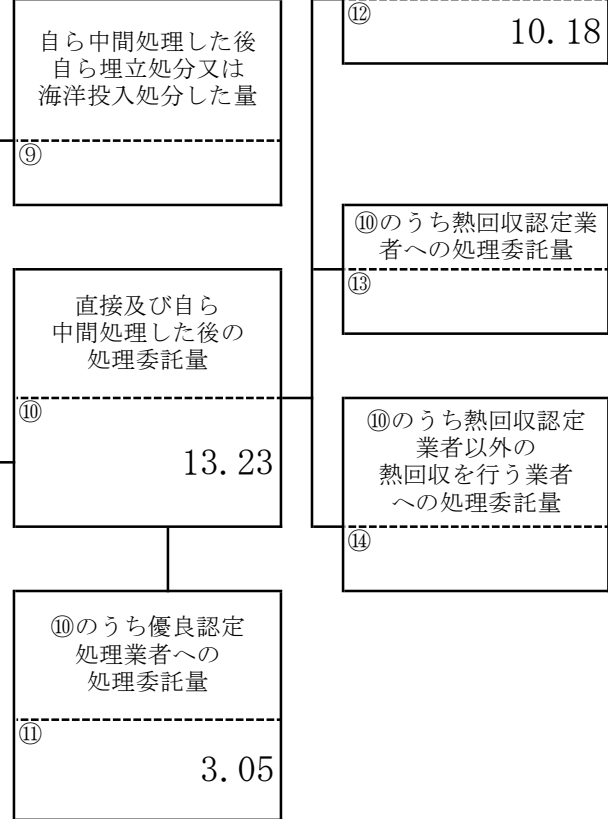 自ら中間処理した後
自ら埋立処分又は
海洋投入処分した量
⑨
直接及び自ら
中間処理した後の
処理委託量
⑩
13.23
⑩のうち優良認定
処理業者への
処理委託量
⑪
3.05
⑫
10.18
⑩のうち熱回収認定業
者への処理委託量
⑬
⑩のうち熱回収認定
業者以外の
熱回収を行う業者
への処理委託量
⑭